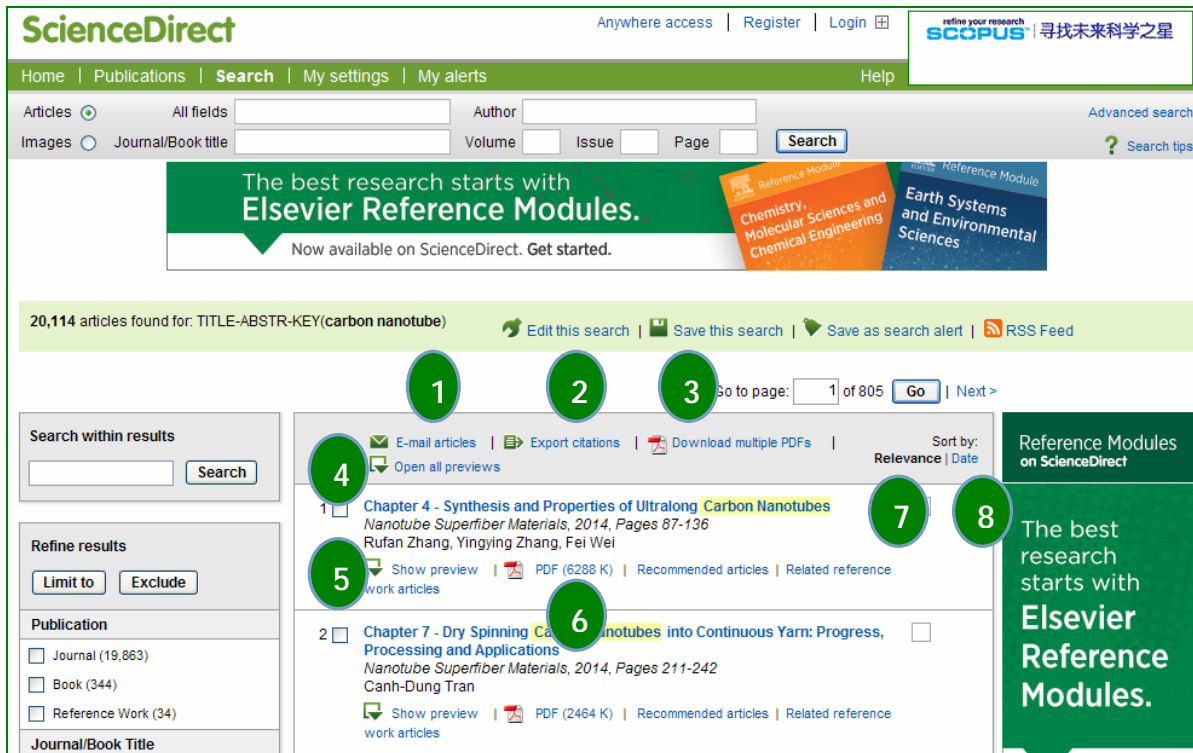 ScienceDirect
Anywhere access | Register | Login
refine your research
SCOPUS | 寻找未来科学之星
Home | Publications | Search | My settings | My alerts
Help
Articles All fields Author
Advanced search
Images Journal/Book title Volume Issue Page Search
? Search tips
The best research starts with
Elsevier Reference Modules.
Now available on ScienceDirect. Get started.
Reference Module
Chemistry,
Molecular Sciences and
Chemical Engineering
Reference Module
Earth Systems
and Environmental
Sciences
20,114 articles found for: TITLE-ABSTR-KEY(carbon nanotube)
Edit this search | Save this search | Save as search alert | RSS Feed
1
2
3
to page: 1 of 805 Go | Next >
Search within results
Search
E-mail articles | Export citations | Download multiple PDFs |
Open all previews
Sort by:
Relevance | Date
4
7
8
1 Chapter 4 - Synthesis and Properties of Ultralong Carbon Nanotubes
Nanotube Superfiber Materials, 2014, Pages 87-136
Rufan Zhang, Yingying Zhang, Fei Wei
5
Show preview | PDF (6288 K) | Recommended articles | Related reference
work articles
6
2 Chapter 7 - Dry Spinning into Continuous Yarn: Progress,
Processing and Applications
Nanotube Superfiber Materials, 2014, Pages 211-242
Canh-Dung Tran
Show preview | PDF (2464 K) | Recommended articles | Related reference
work articles
Refine results
Limit to Exclude
Publication
Journal (19,863)
Book (344)
Reference Work (34)
Journal/Book Title
Reference Modules
on ScienceDirect
The best
research
starts with
Elsevier
Reference
Modules.